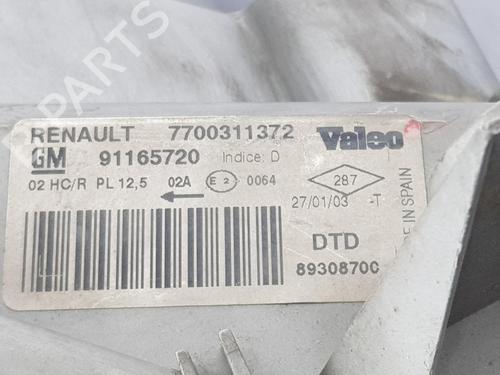 PARTS
RENAULT 7700311372 Valeo
GM 91165720 Indice: D
02 HC/R PL 12,5 02A E2 0064 287
27/01/03 -T
DTD
89308700
E IN SPAIN